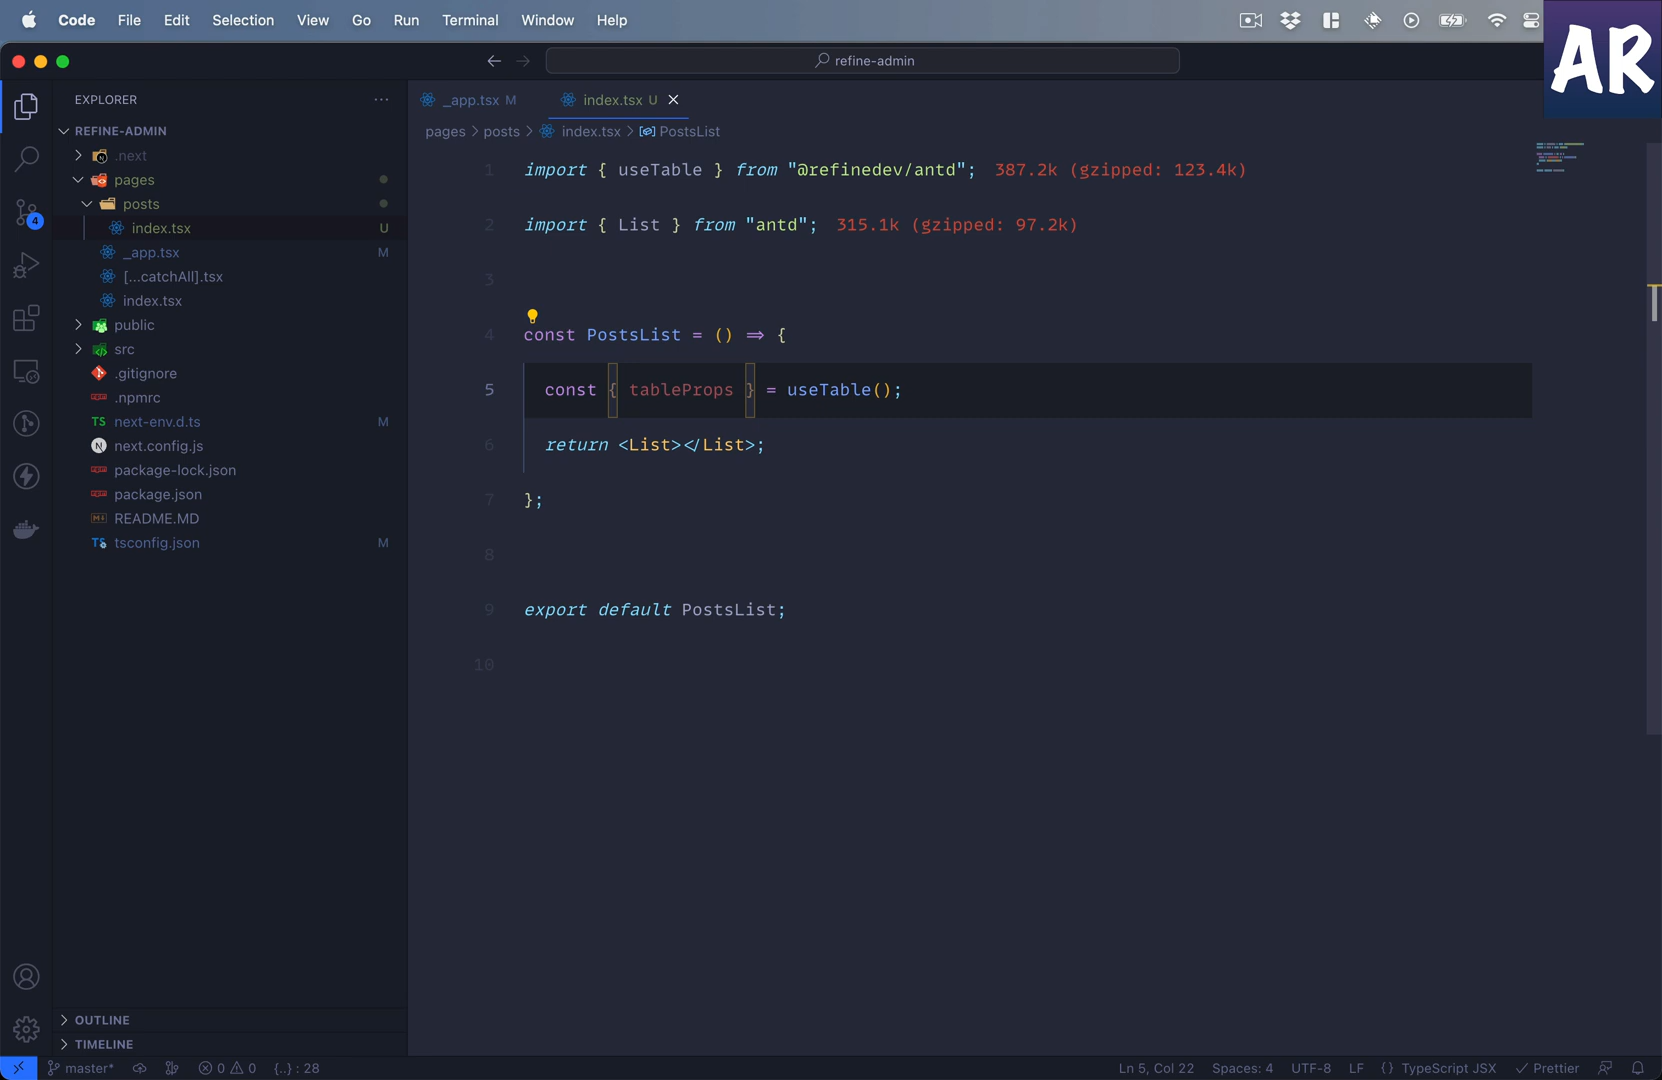 Code File Edit Selection View Go Run Terminal Window Help
AR
refine-admin
EXPLORER
_app.tsx M
index.tsx U
REFINE-ADMIN
pages > posts > index.tsx > PostsList
.next
pages
posts
index.tsx U
_app.tsx M
[...catchAll].tsx
index.tsx
public
src
.gitignore
.npmrc
next-env.d.ts M
next.config.js
package-lock.json
package.json
README.MD
tsconfig.json M
1 import { useTable } from "@refinedev/antd"; 387.2k (gzipped: 123.4k)
2 import { List } from "antd"; 315.1k (gzipped: 97.2k)
3
4 const PostsList = () => {
5 const { tableProps } = useTable();
6 return <List></List>;
7 };
8
9 export default PostsList;
10
4
OUTLINE
TIMELINE
master* 0 0 {..} : 28 Ln 5, Col 22 Spaces: 4 UTF-8 LF {} TypeScript JSX Prettier